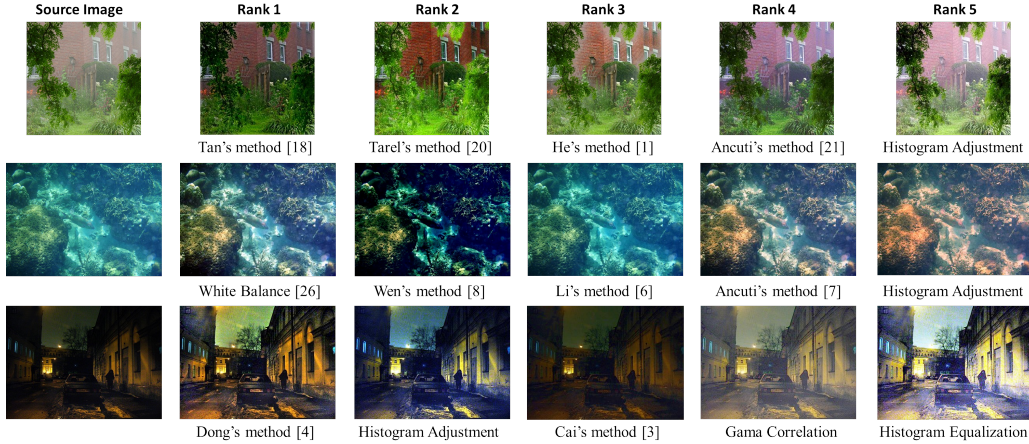 Source Image Rank 1 Rank 2 Rank 3 Rank 4 Rank 5
Tan's method [18] Tarel's method [20] He's method [1] Ancuti's method [21] Histogram Adjustment
White Balance [26] Wen's method [8] Li's method [6] Ancuti's method [7] Histogram Adjustment
Dong's method [4] Histogram Adjustment Cai's method [3] Gama Correlation Histogram Equalization